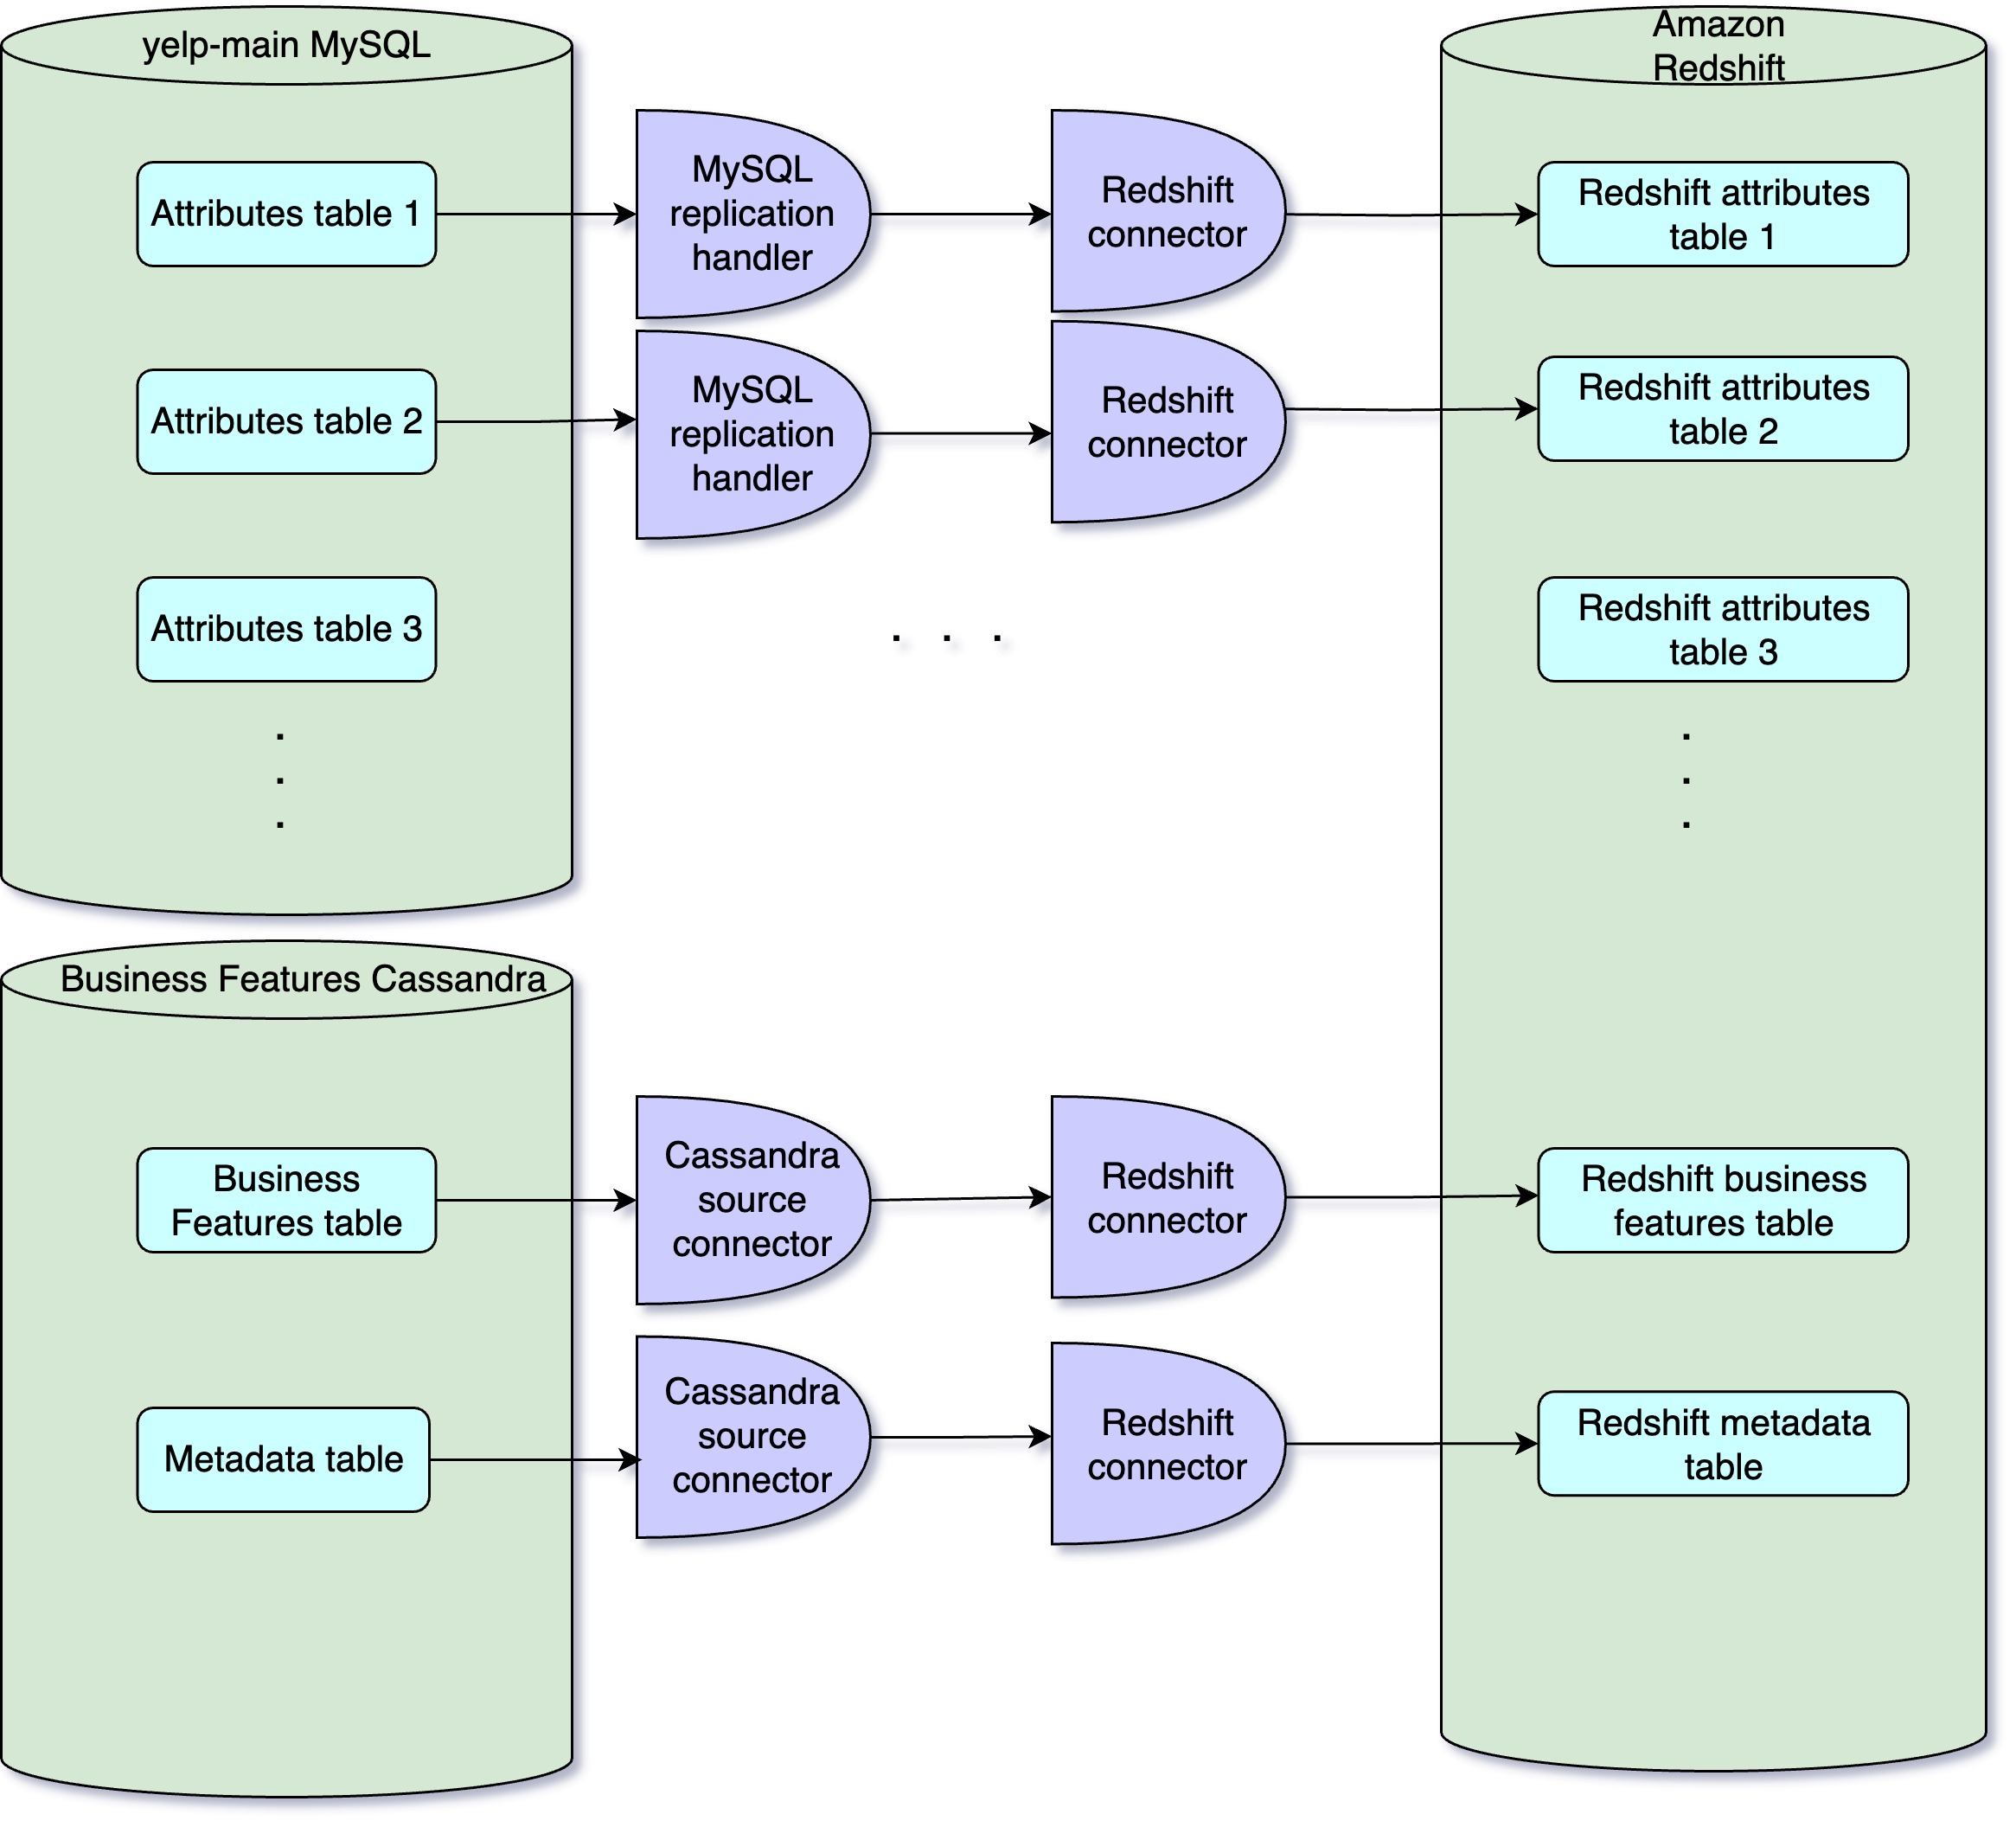 yelp-main MySQL
Amazon
Redshift
Attributes table 1
MySQL
replication
handler
Redshift
connector
Redshift attributes
table 1
Attributes table 2
MySQL
replication
handler
Redshift
connector
Redshift attributes
table 2
Attributes table 3
. . .
Redshift attributes
table 3
.
.
.
.
.
.
Business Features Cassandra
Business
Features table
Cassandra
source
connector
Redshift
connector
Redshift business
features table
Metadata table
Cassandra
source
connector
Redshift
connector
Redshift metadata
table